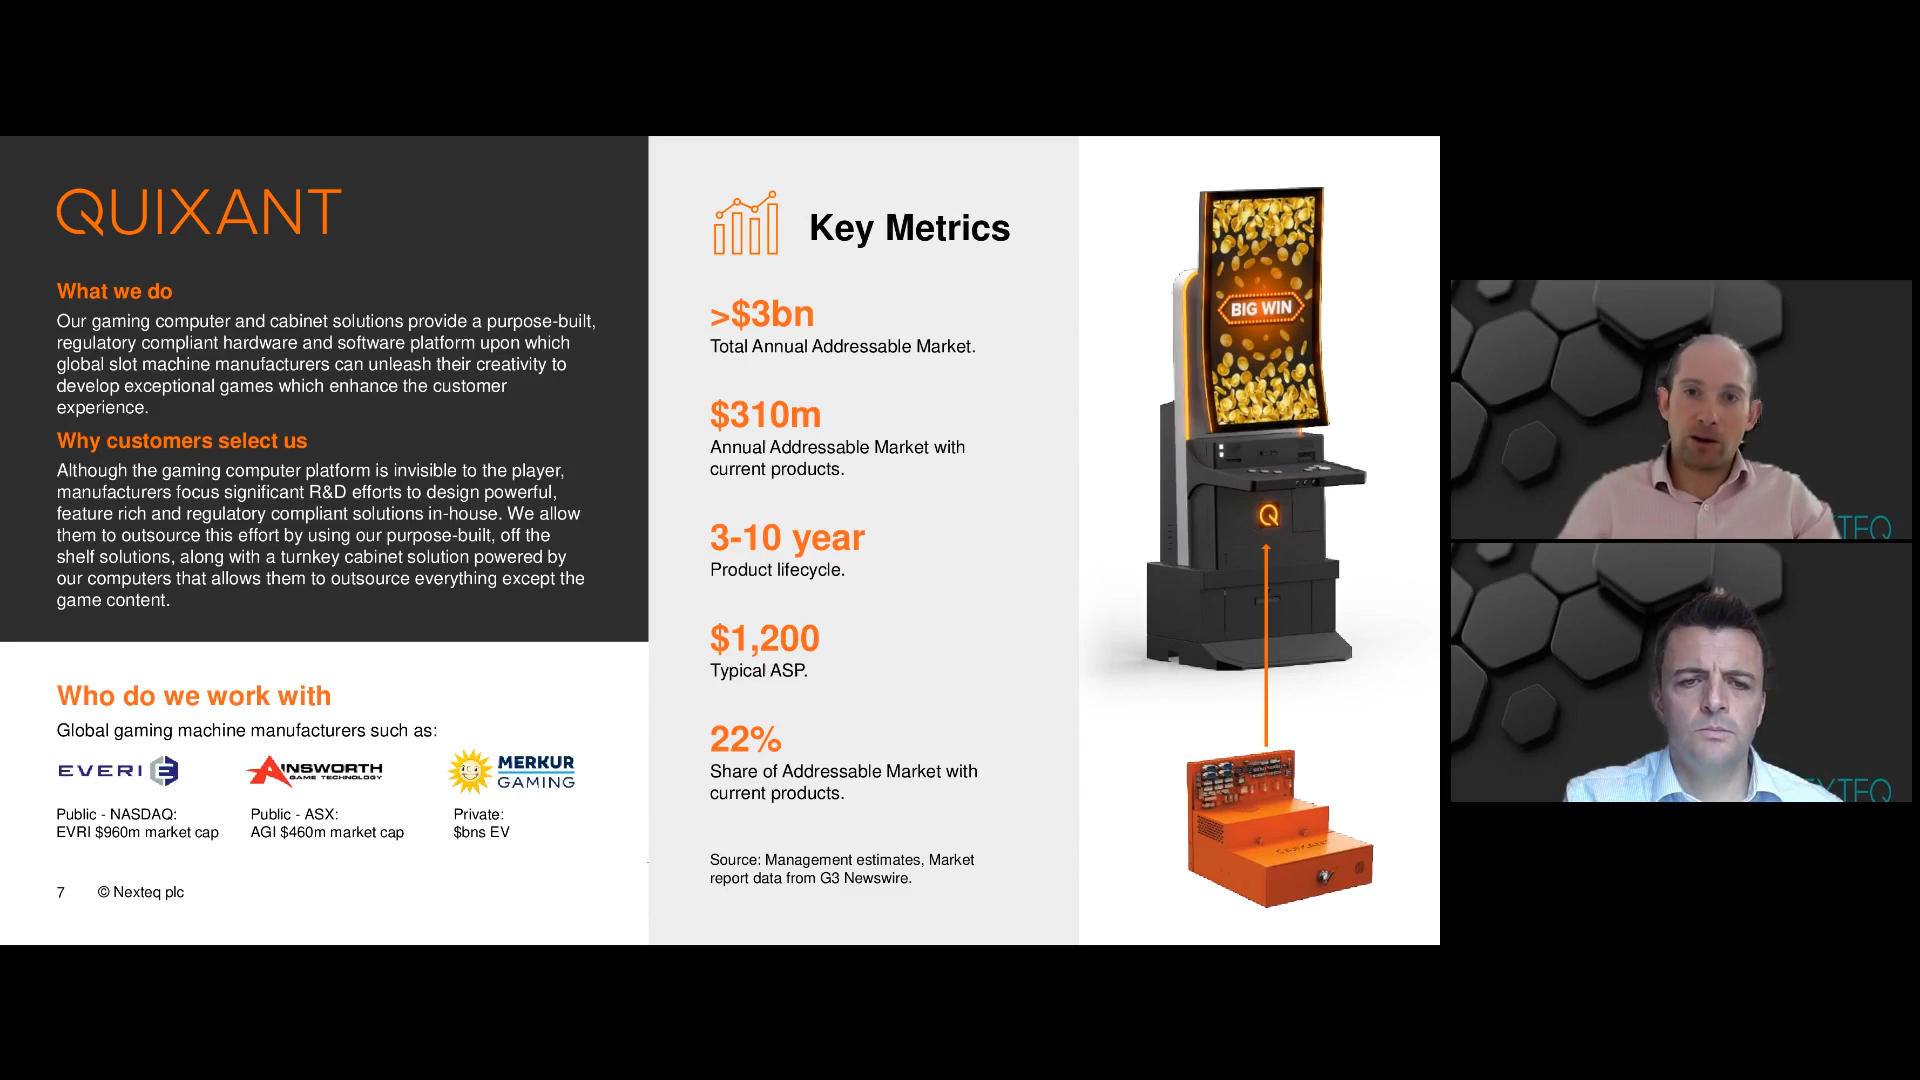 QUIXANT
What we do
Our gaming computer and cabinet solutions provide a purpose-built,
regulatory compliant hardware and software platform upon which
global slot machine manufacturers can unleash their creativity to
develop exceptional games which enhance the customer
experience.
Why customers select us
Although the gaming computer platform is invisible to the player,
manufacturers focus significant R&D efforts to design powerful,
feature rich and regulatory compliant solutions in-house. We allow
them to outsource this effort by using our purpose-built, off the
shelf solutions, along with a turnkey cabinet solution powered by
our computers that allows them to outsource everything except the
game content.
Who do we work with
Global gaming machine manufacturers such as:
EVERI
AINSWORTH
GAME TECHNOLOGY
MERKUR
GAMING
Public - NASDAQ:
EVRI $960m market cap
Public - ASX:
AGI $460m market cap
Private:
$bns EV
7 © Nexteq plc
Key Metrics
>$3bn
Total Annual Addressable Market.
$310m
Annual Addressable Market with
current products.
3-10 year
Product lifecycle.
$1,200
Typical ASP.
22%
Share of Addressable Market with
current products.
Source: Management estimates, Market
report data from G3 Newswire.
BIG WIN
Q
TEQ
EXTEQ